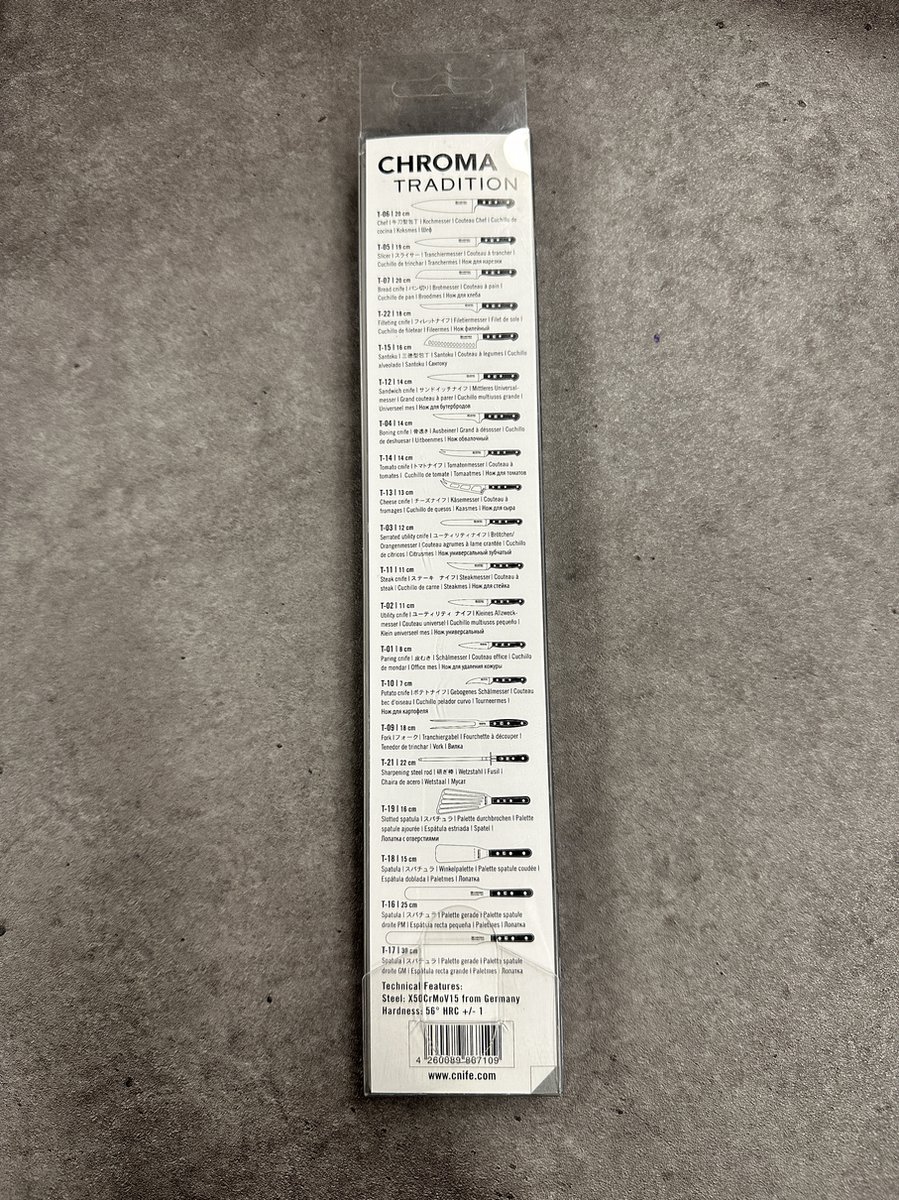 CHROMA
TRADITION
T-06 | 20 cm
Chef | 牛刀型包丁 | Kochmesser | Couteau Chef | Cuchillo de
cocina | Koksmes | Шеф
T-05 | 19 cm
Slicer | スライサー | Tranchiermesser | Couteau à trancher |
Cuchillo de trinchar | Tranchermes | Нож для нарезки
T-07 | 20 cm
Bread cnife | パン切り | Brotmesser | Couteau à pain |
Cuchillo de pan | Broodmes | Нож для хлеба
T-22 | 18 cm
Filleting cnife | フィレットナイフ | Filetiermesser | Filet de sole |
Cuchillo de filetear | Fileermes | Нож филейный
T-15 | 16 cm
Santoku | 三徳型包丁 | Santoku | Couteau à legumes | Cuchillo
alveolado | Santoku | Сантоку
T-12 | 14 cm
Sandwich cnife | サンドイッチナイフ | Mittleres Universal-
messer | Grand couteau à parer | Cuchillo multiusos grande |
Universeel mes | Нож для бутербродов
T-04 | 14 cm
Boning cnife | 骨透き | Ausbeiner | Grand à désosser | Cuchillo
de deshuesar | Uitbeenmes | Нож обвалочный
T-14 | 14 cm
Tomato cnife | トマトナイフ | Tomatenmesser | Couteau à
tomates | Cuchillo de tomate | Tomaatmes | Нож для томатов
T-13 | 13 cm
Cheese cnife | チーズナイフ | Käsemesser | Couteau à
fromages | Cuchillo de quesos | Kaasmes | Нож для сыра
T-03 | 12 cm
Serrated utility cnife | ユーティリティナイフ | Brötchen/
Orangenmesser | Couteau agrumes à lame crantée | Cuchillo
de cítricos | Citrusmes | Нож универсальный зубчатый
T-11 | 11 cm
Steak cnife | ステーキ ナイフ | Steakmesser | Couteau à
steak | Cuchillo de carne | Steakmes | Нож для стейка
T-02 | 11 cm
Utility cnife | ユーティリティ ナイフ | Kleines Allzweck-
messer | Couteau universel | Cuchillo multiusos pequeño |
Klein universeel mes | Нож универсальный
T-01 | 8 cm
Paring cnife | 皮むき | Schälmesser | Couteau office | Cuchillo
de mondar | Office mes | Нож для удаления кожуры
T-10 | 7 cm
Potato cnife | ポテトナイフ | Gebogenes Schälmesser | Couteau
bec d'oiseau | Cuchillo pelador curvo | Tourneermes |
Нож для картофеля
T-09 | 18 cm
Fork | フォーク | Tranchiergabel | Fourchette à découper |
Tenedor de trinchar | Vork | Вилка
T-21 | 22 cm
Sharpening steel rod | 研ぎ棒 | Wetzstahl | Fusil |
Chaira de acero | Wetstaal | Мусат
T-19 | 16 cm
Slotted spatula | スパチュラ | Palette durchbrochen | Palette
spatule ajourée | Espátula estriada | Spatel |
Лопатка с отверстиями
T-18 | 15 cm
Spatula | スパチュラ | Winkelpalette | Palette spatule coudée |
Espátula doblada | Paletmes | Лопатка
T-16 | 25 cm
Spatula | スパチュラ | Palette gerade | Palette spatule
droite PM | Espátula recta pequeña | Paletmes | Лопатка
T-17 | 30 cm
Spatula | スパチュラ | Palette gerade | Palette spatule
droite GM | Espátula recta grande | Paletmes | Лопатка
Technical Features:
Steel: X50CrMoV15 from Germany
Hardness: 56° HRC +/- 1
4 260089 867109
www.cnife.com